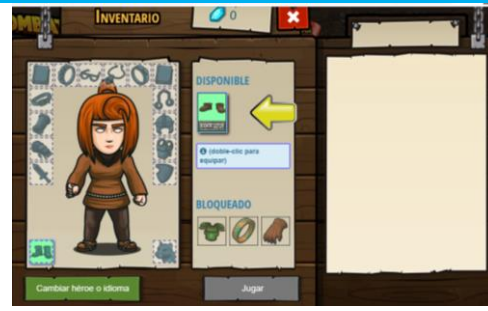 INVENTARIO
0
DISPONIBLE
(doble-clic para
equipar)
BLOQUEADO
Cambiar héroe o idioma
Jugar